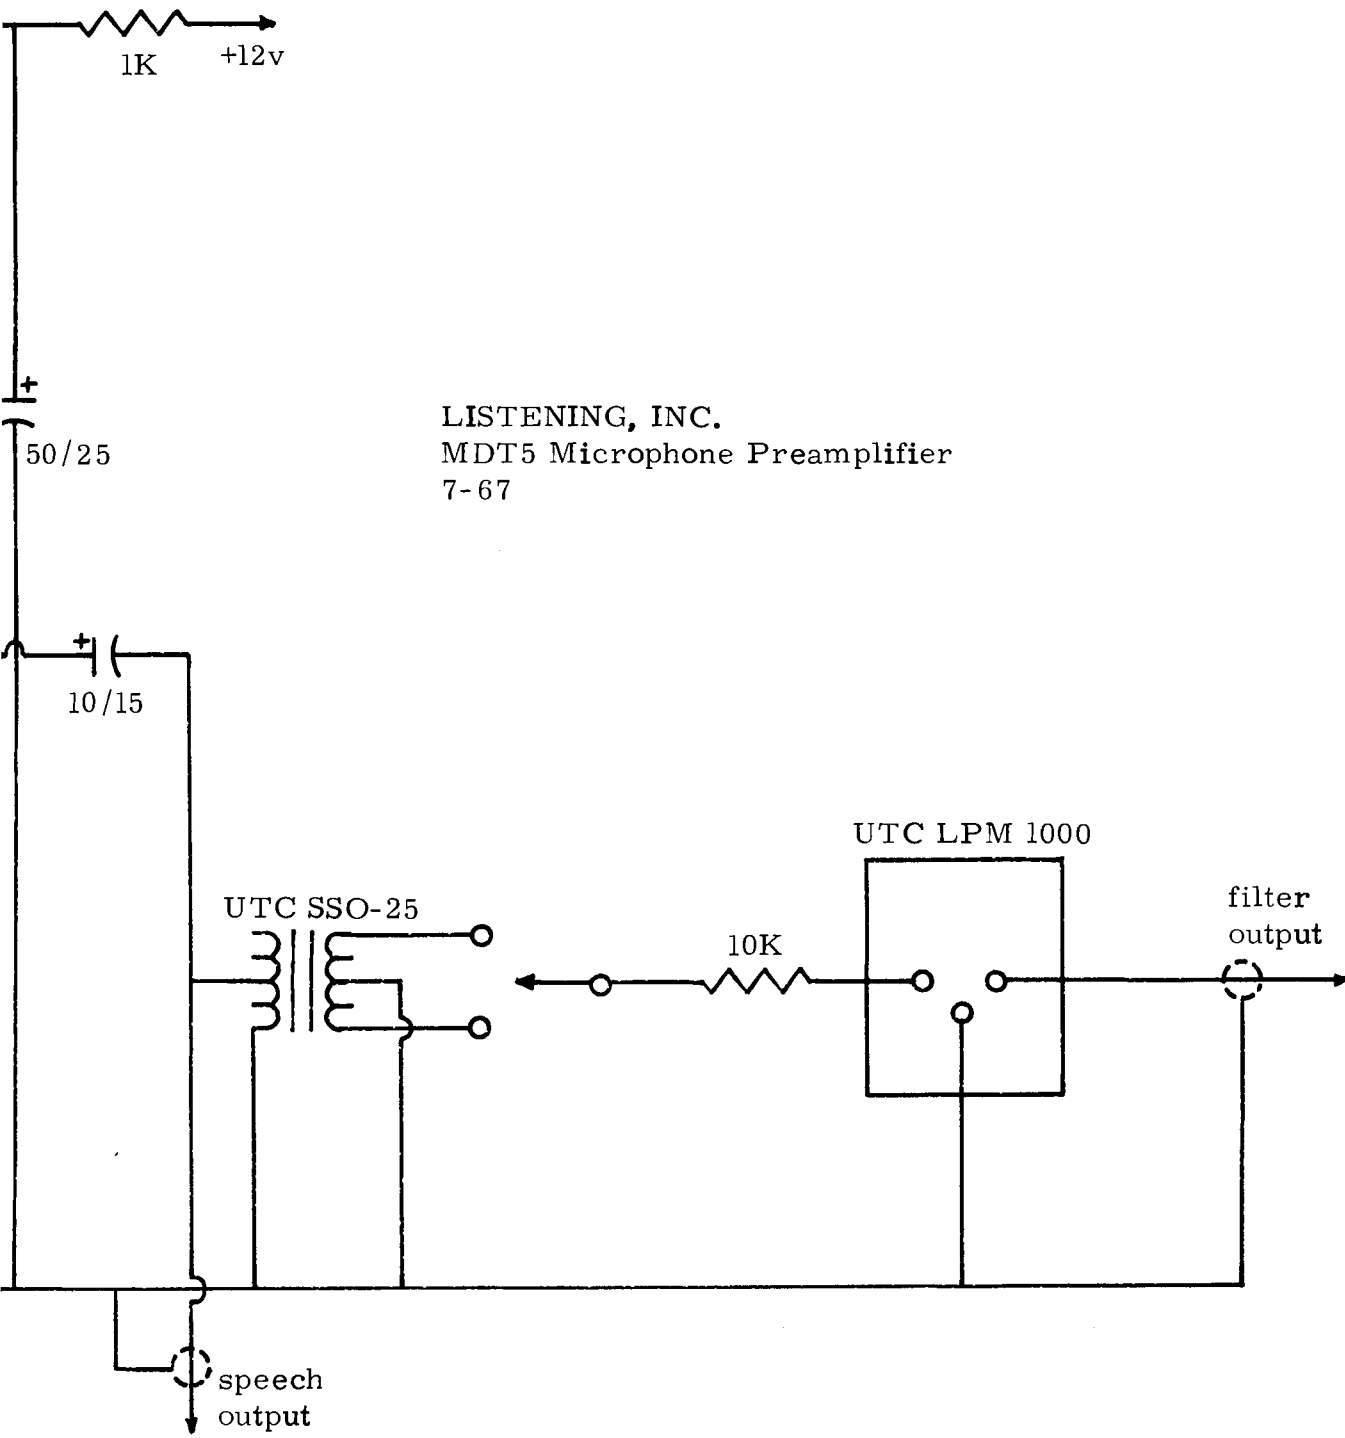 1K
+12v
+
50/25
LISTENING, INC.
MDT5 Microphone Preamplifier
7-67
+
10/15
UTC LPM 1000
UTC SSO-25
filter
output
10K
speech
output